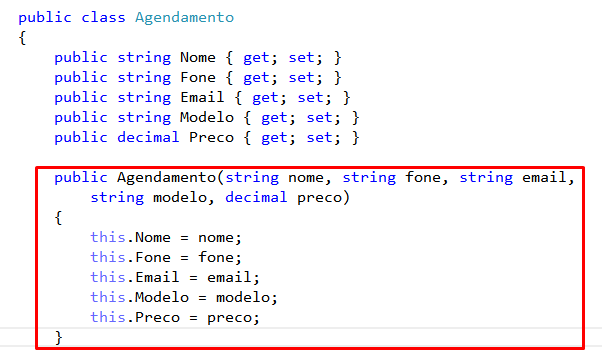 public class Agendamento
{
    public string Nome { get; set; }
    public string Fone { get; set; }
    public string Email { get; set; }
    public string Modelo { get; set; }
    public decimal Preco { get; set; }
    public Agendamento(string nome, string fone, string email,
        string modelo, decimal preco)
    {
        this.Nome = nome;
        this.Fone = fone;
        this.Email = email;
        this.Modelo = modelo;
        this.Preco = preco;
    }